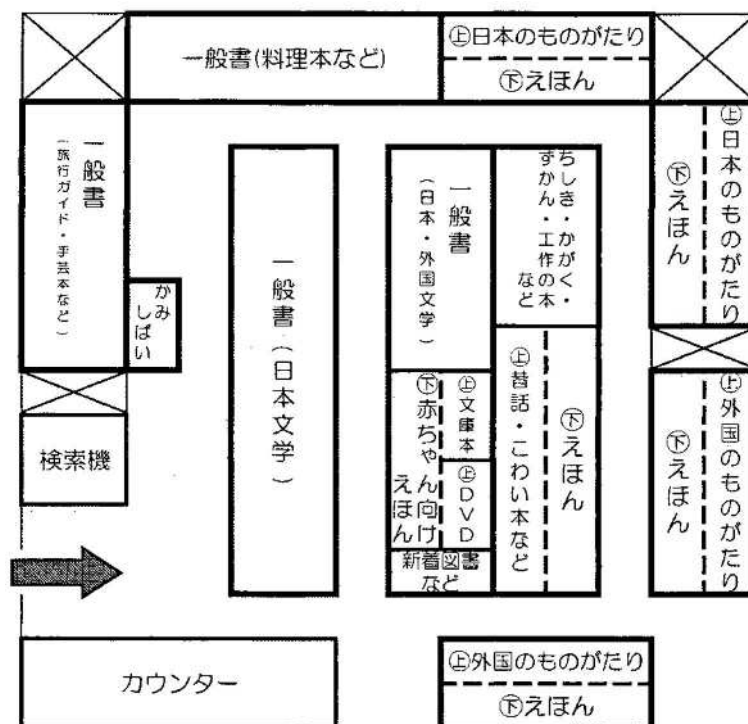 一般書(料理本など)
㊤日本のものがたり
㊦えほん
一般書
(旅行ガイド・手芸本など)
かみ
しばい
検索機
一般書(日本文学)
一般書
(日本・外国文学)
ちしき・かがく・
ずかん・工作の本
など
㊤文庫本
㊤DVD
㊦赤ちゃん向け
えほん
新着図書
など
㊤昔話・こわい本など
㊦えほん
㊤日本のものがたり
㊦えほん
㊤外国のものがたり
㊦えほん
カウンター
㊤外国のものがたり
㊦えほん